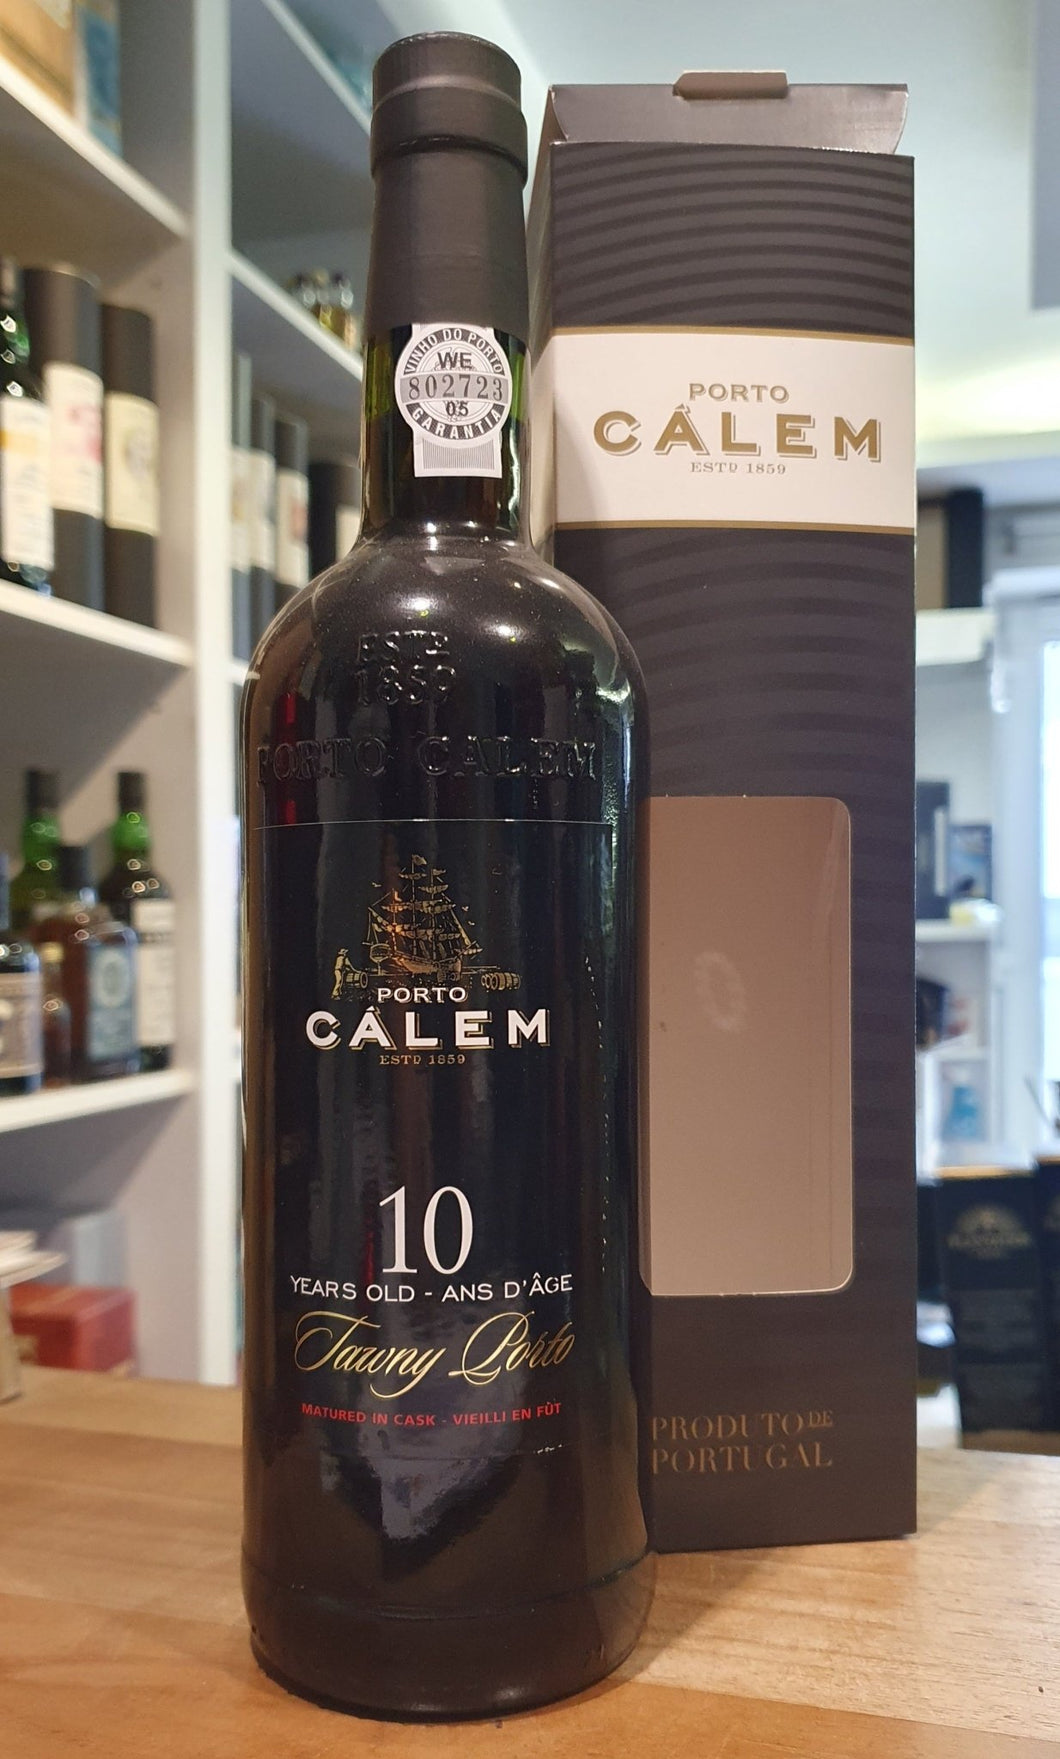 VINHO DO PORTO
WE
802723
05
GARANTIA
PORTO
CÁLEM
ESTD 1859
ESTE
1859
PORTO CALEM
PORTO
CÁLEM
ESTD 1859
10
YEARS OLD - ANS D'ÂGE
Tawny Porto
MATURED IN CASK - VIEILLI EN FÛT
PRODUTO DE
PORTUGAL